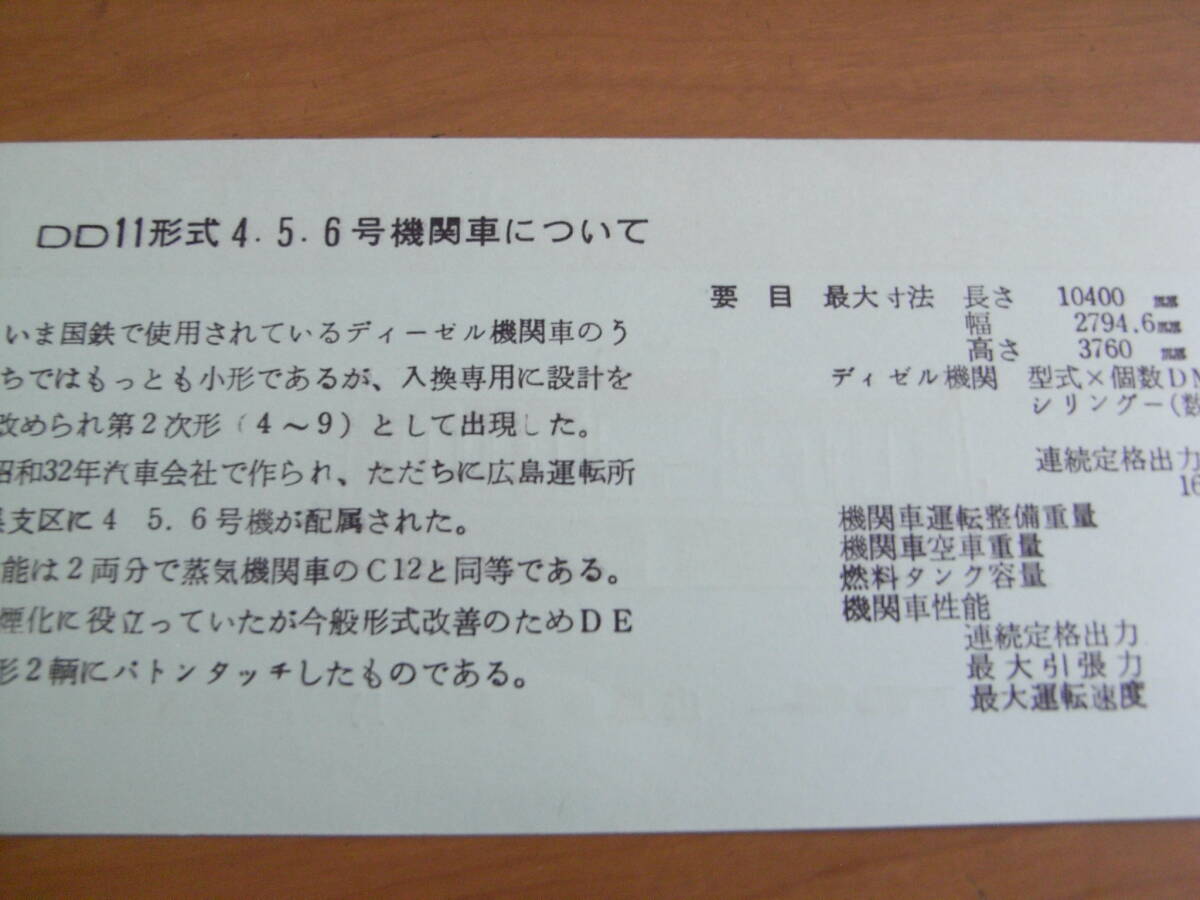 DD11形式4.5.6号機関車について
いま国鉄で使用されているディーゼル機関車のう
ちではもっとも小形であるが、入換専用に設計を
改められ第2次形(4~9)として出現した。
昭和32年汽車会社で作られ、ただちに広島運転所
支区に4 5.6号機が配属された。
能は2両分で蒸気機関車のC12と同等である。
煙化に役立っていたが今般形式改善のためDE
形2輌にバトンタッチしたものである。
要目 最大寸法 長さ 10400 mm
幅 2794.6mm
高さ 3760 mm
ディゼル機関 型式×個数DM
シリンダー(数
連続定格出力
16
機関車運転整備重量
機関車空車重量
燃料タンク容量
機関車性能
連続定格出力
最大引張力
最大運転速度